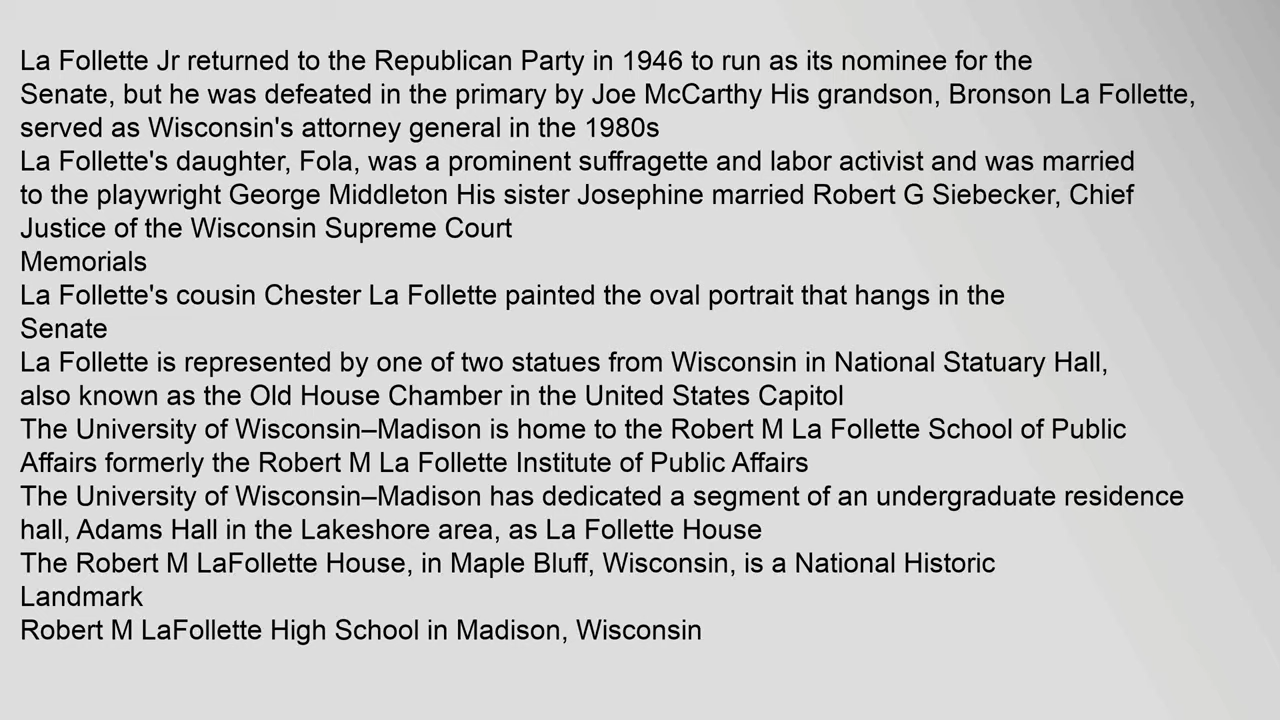 La Follette Jr returned to the Republican Party in 1946 to run as its nominee for the
Senate, but he was defeated in the primary by Joe McCarthy His grandson, Bronson La Follette,
served as Wisconsin's attorney general in the 1980s
La Follette's daughter, Fola, was a prominent suffragette and labor activist and was married
to the playwright George Middleton His sister Josephine married Robert G Siebecker, Chief
Justice of the Wisconsin Supreme Court
Memorials
La Follette's cousin Chester La Follette painted the oval portrait that hangs in the
Senate
La Follette is represented by one of two statues from Wisconsin in National Statuary Hall,
also known as the Old House Chamber in the United States Capitol
The University of Wisconsin–Madison is home to the Robert M La Follette School of Public
Affairs formerly the Robert M La Follette Institute of Public Affairs
The University of Wisconsin–Madison has dedicated a segment of an undergraduate residence
hall, Adams Hall in the Lakeshore area, as La Follette House
The Robert M LaFollette House, in Maple Bluff, Wisconsin, is a National Historic
Landmark
Robert M LaFollette High School in Madison, Wisconsin